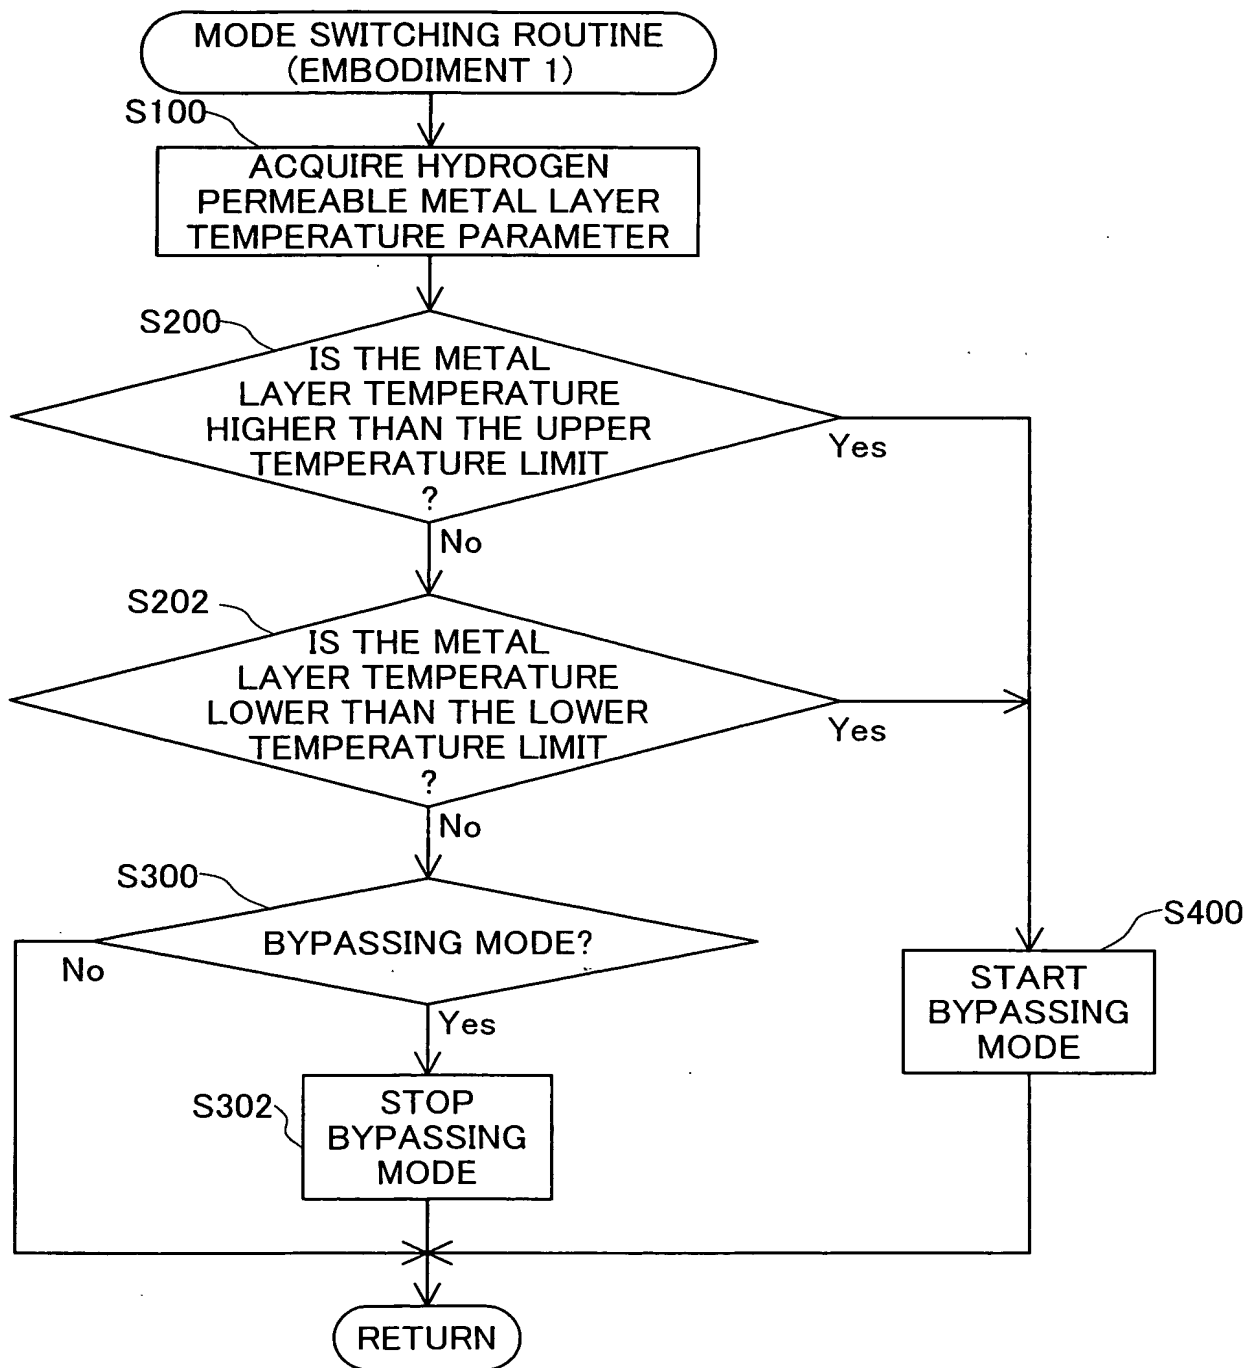 MODE SWITCHING ROUTINE
(EMBODIMENT 1)
S100
ACQUIRE HYDROGEN
PERMEABLE METAL LAYER
TEMPERATURE PARAMETER
S200
IS THE METAL
LAYER TEMPERATURE
HIGHER THAN THE UPPER
TEMPERATURE LIMIT
?
Yes
No
S202
IS THE METAL
LAYER TEMPERATURE
LOWER THAN THE LOWER
TEMPERATURE LIMIT
?
Yes
No
S300
BYPASSING MODE?
No
Yes
S400
START
BYPASSING
MODE
S302
STOP
BYPASSING
MODE
RETURN